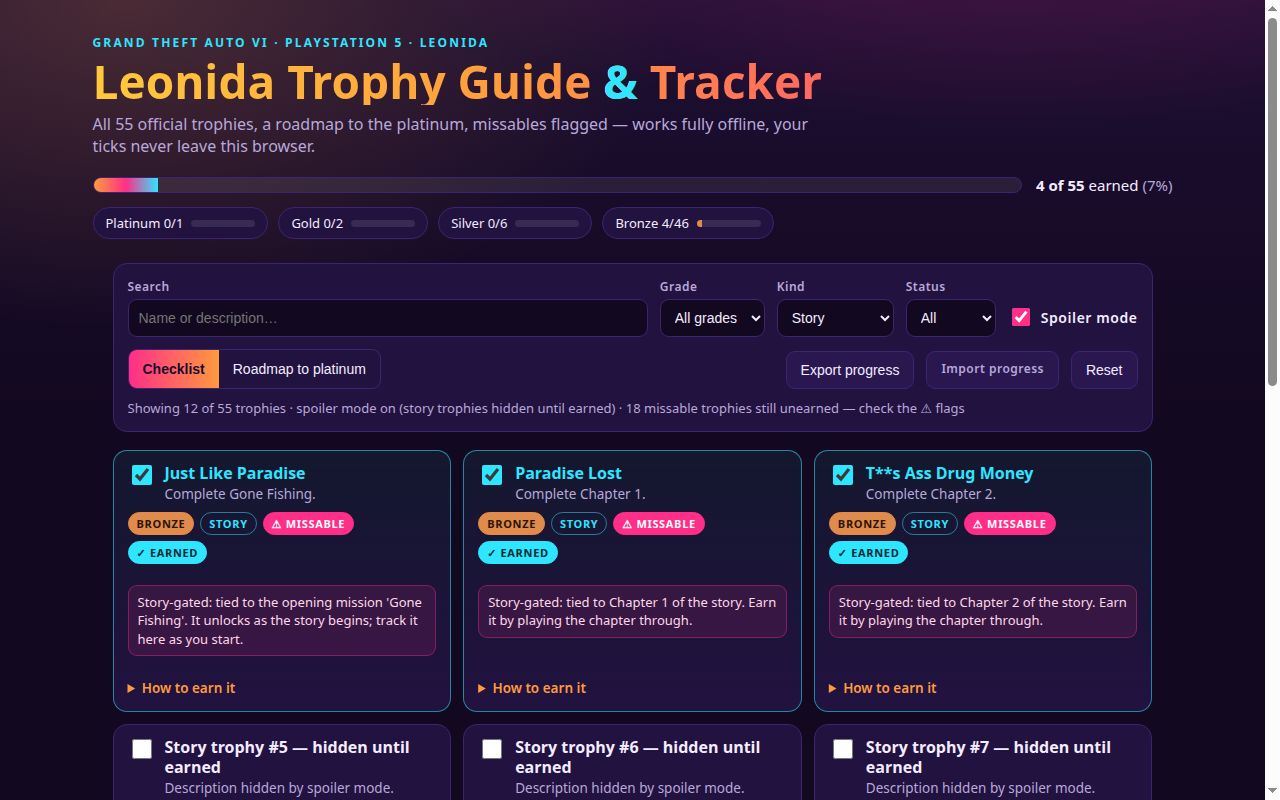 GRAND THEFT AUTO VI · PLAYSTATION 5 · LEONIDA
Leonida Trophy Guide & Tracker
All 55 official trophies, a roadmap to the platinum, missables flagged — works fully offline, your
ticks never leave this browser.
4 of 55 earned (7%)
Platinum 0/1
Gold 0/2
Silver 0/6
Bronze 4/46
Search
Grade
Kind
Status
Name or description…
All grades
Story
All
Spoiler mode
Checklist
Roadmap to platinum
Export progress
Import progress
Reset
Showing 12 of 55 trophies · spoiler mode on (story trophies hidden until earned) · 18 missable trophies still unearned — check the ⚠ flags
Just Like Paradise
Complete Gone Fishing.
BRONZE
STORY
⚠ MISSABLE
✓ EARNED
Story-gated: tied to the opening mission 'Gone
Fishing'. It unlocks as the story begins; track it
here as you start.
▶ How to earn it
Paradise Lost
Complete Chapter 1.
BRONZE
STORY
⚠ MISSABLE
✓ EARNED
Story-gated: tied to Chapter 1 of the story. Earn
it by playing the chapter through.
▶ How to earn it
T**s Ass Drug Money
Complete Chapter 2.
BRONZE
STORY
⚠ MISSABLE
✓ EARNED
Story-gated: tied to Chapter 2 of the story. Earn
it by playing the chapter through.
▶ How to earn it
Story trophy #5 — hidden until
earned
Description hidden by spoiler mode.
Story trophy #6 — hidden until
earned
Description hidden by spoiler mode.
Story trophy #7 — hidden until
earned
Description hidden by spoiler mode.